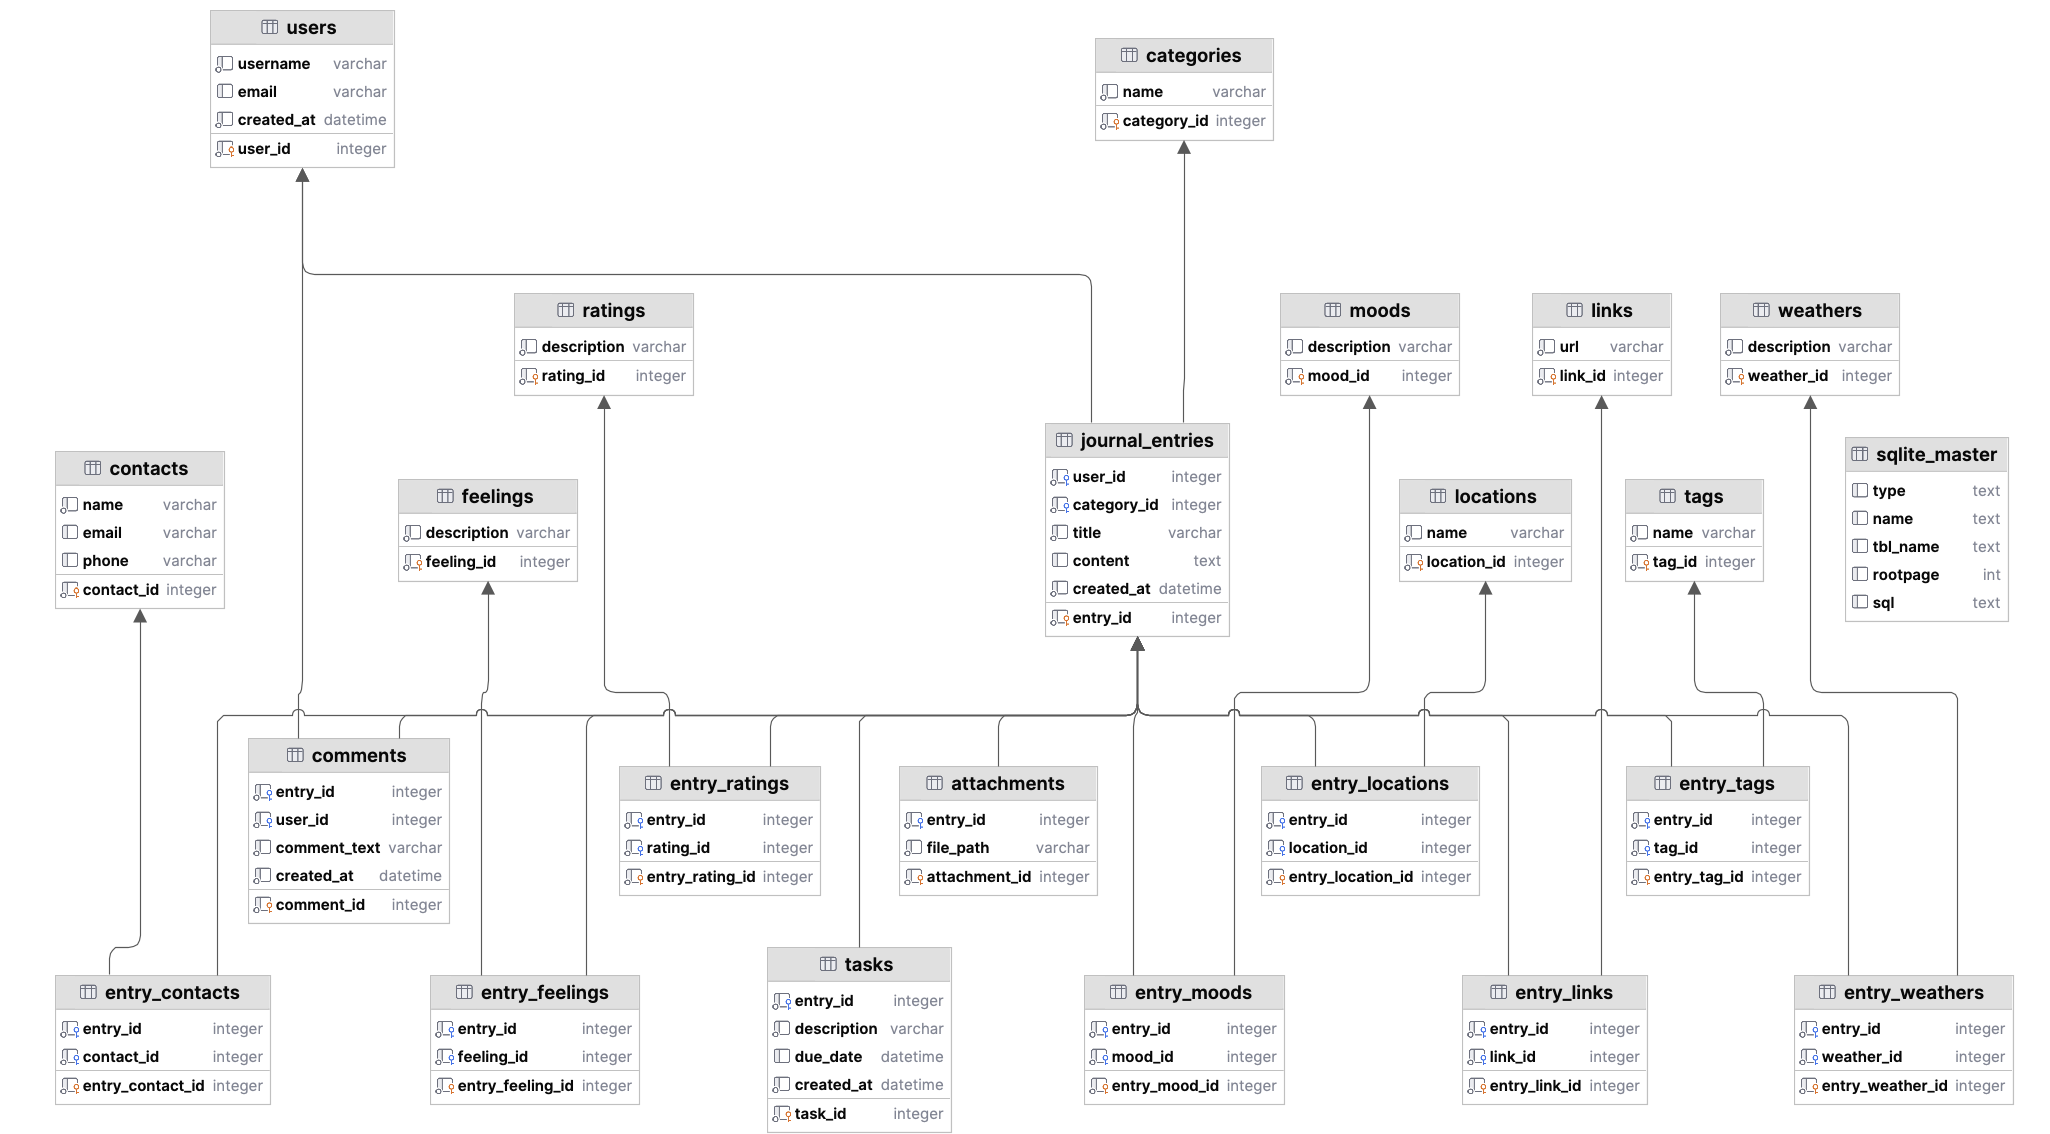 users
username varchar
email varchar
created_at datetime
user_id integer
categories
name varchar
category_id integer
ratings
description varchar
rating_id integer
moods
description varchar
mood_id integer
links
url varchar
link_id integer
weathers
description varchar
weather_id integer
contacts
name varchar
email varchar
phone varchar
contact_id integer
feelings
description varchar
feeling_id integer
journal_entries
user_id integer
category_id integer
title varchar
content text
created_at datetime
entry_id integer
locations
name varchar
location_id integer
tags
name varchar
tag_id integer
sqlite_master
type text
name text
tbl_name text
rootpage int
sql text
comments
entry_id integer
user_id integer
comment_text varchar
created_at datetime
comment_id integer
entry_ratings
entry_id integer
rating_id integer
entry_rating_id integer
attachments
entry_id integer
file_path varchar
attachment_id integer
entry_locations
entry_id integer
location_id integer
entry_location_id integer
entry_tags
entry_id integer
tag_id integer
entry_tag_id integer
entry_contacts
entry_id integer
contact_id integer
entry_contact_id integer
entry_feelings
entry_id integer
feeling_id integer
entry_feeling_id integer
tasks
entry_id integer
description varchar
due_date datetime
created_at datetime
task_id integer
entry_moods
entry_id integer
mood_id integer
entry_mood_id integer
entry_links
entry_id integer
link_id integer
entry_link_id integer
entry_weathers
entry_id integer
weather_id integer
entry_weather_id integer